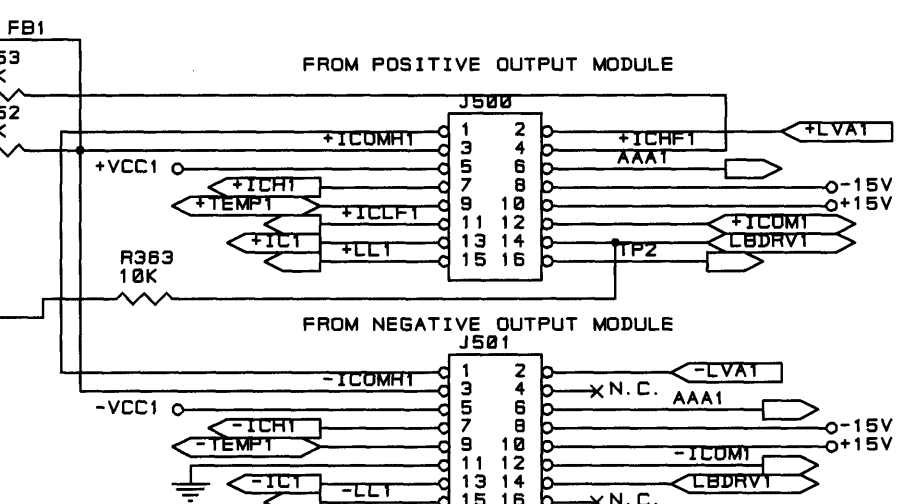 FB1
FROM POSITIVE OUTPUT MODULE
J500
1 2
+ICOMH1 +ICHF1 +LVA1
3 4
+VCC1 5 6 AAA1
+ICH1 7 8 -15V
+TEMP1 9 10 +15V
+ICLF1 11 12 +ICOM1
+IC1 13 14 LBDRV1
+LL1 15 16 TP2
R363
10K
FROM NEGATIVE OUTPUT MODULE
J501
1 2 -LVA1
-ICOMH1 3 4 N.C.
-VCC1 5 6 AAA1
-ICH1 7 8 -15V
-TEMP1 9 10 +15V
11 12 -ICOM1
-IC1 13 14 LBDRV1
-LL1 15 16 N.C.